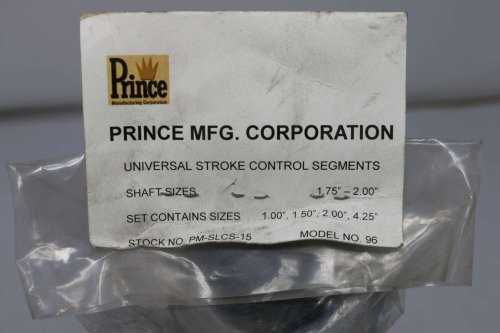 Prince
Manufacturing Corporation
PRINCE MFG. CORPORATION
UNIVERSAL STROKE CONTROL SEGMENTS
SHAFT SIZES 1.75" – 2.00"
SET CONTAINS SIZES 1.00", 1.50", 2.00", 4.25"
STOCK NO. PM-SLCS-15 MODEL NO. 96